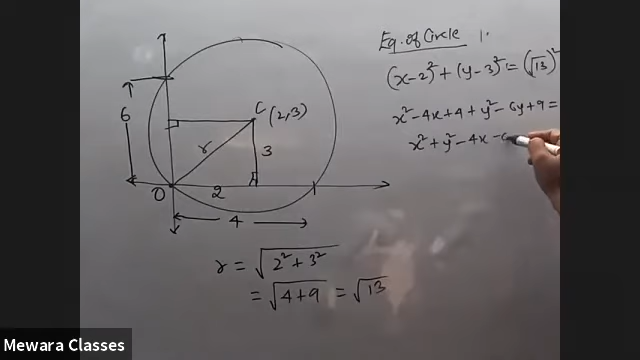 Eq. of Circle :
(x-2)² + (y-3)² = (√13)²
x² - 4x + 4 + y² - 6y + 9 =
x² + y² - 4x -
6
C (2,3)
r
3
O
2
4
r = √2² + 3²
= √4+9 = √13
Mewara Classes